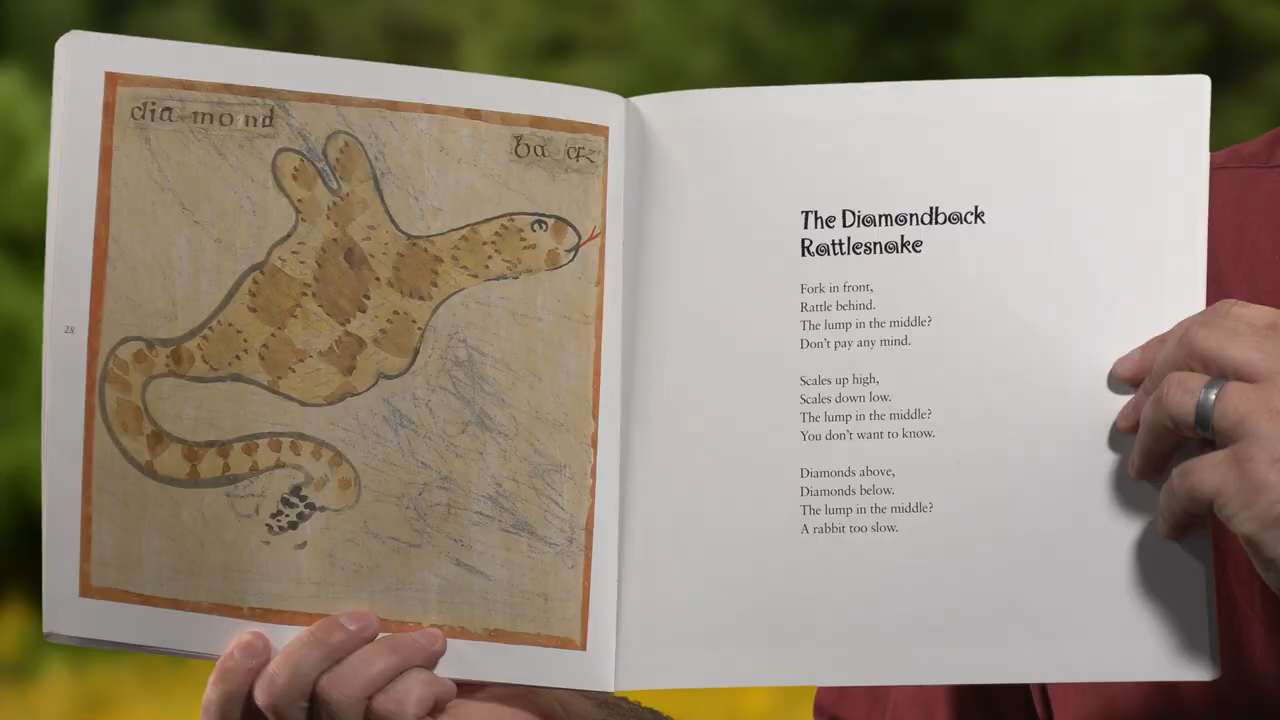 dia mond
ba ck
28
The Diamondback
Rattlesnake
Fork in front,
Rattle behind.
The lump in the middle?
Don't pay any mind.
Scales up high,
Scales down low.
The lump in the middle?
You don't want to know.
Diamonds above,
Diamonds below.
The lump in the middle?
A rabbit too slow.